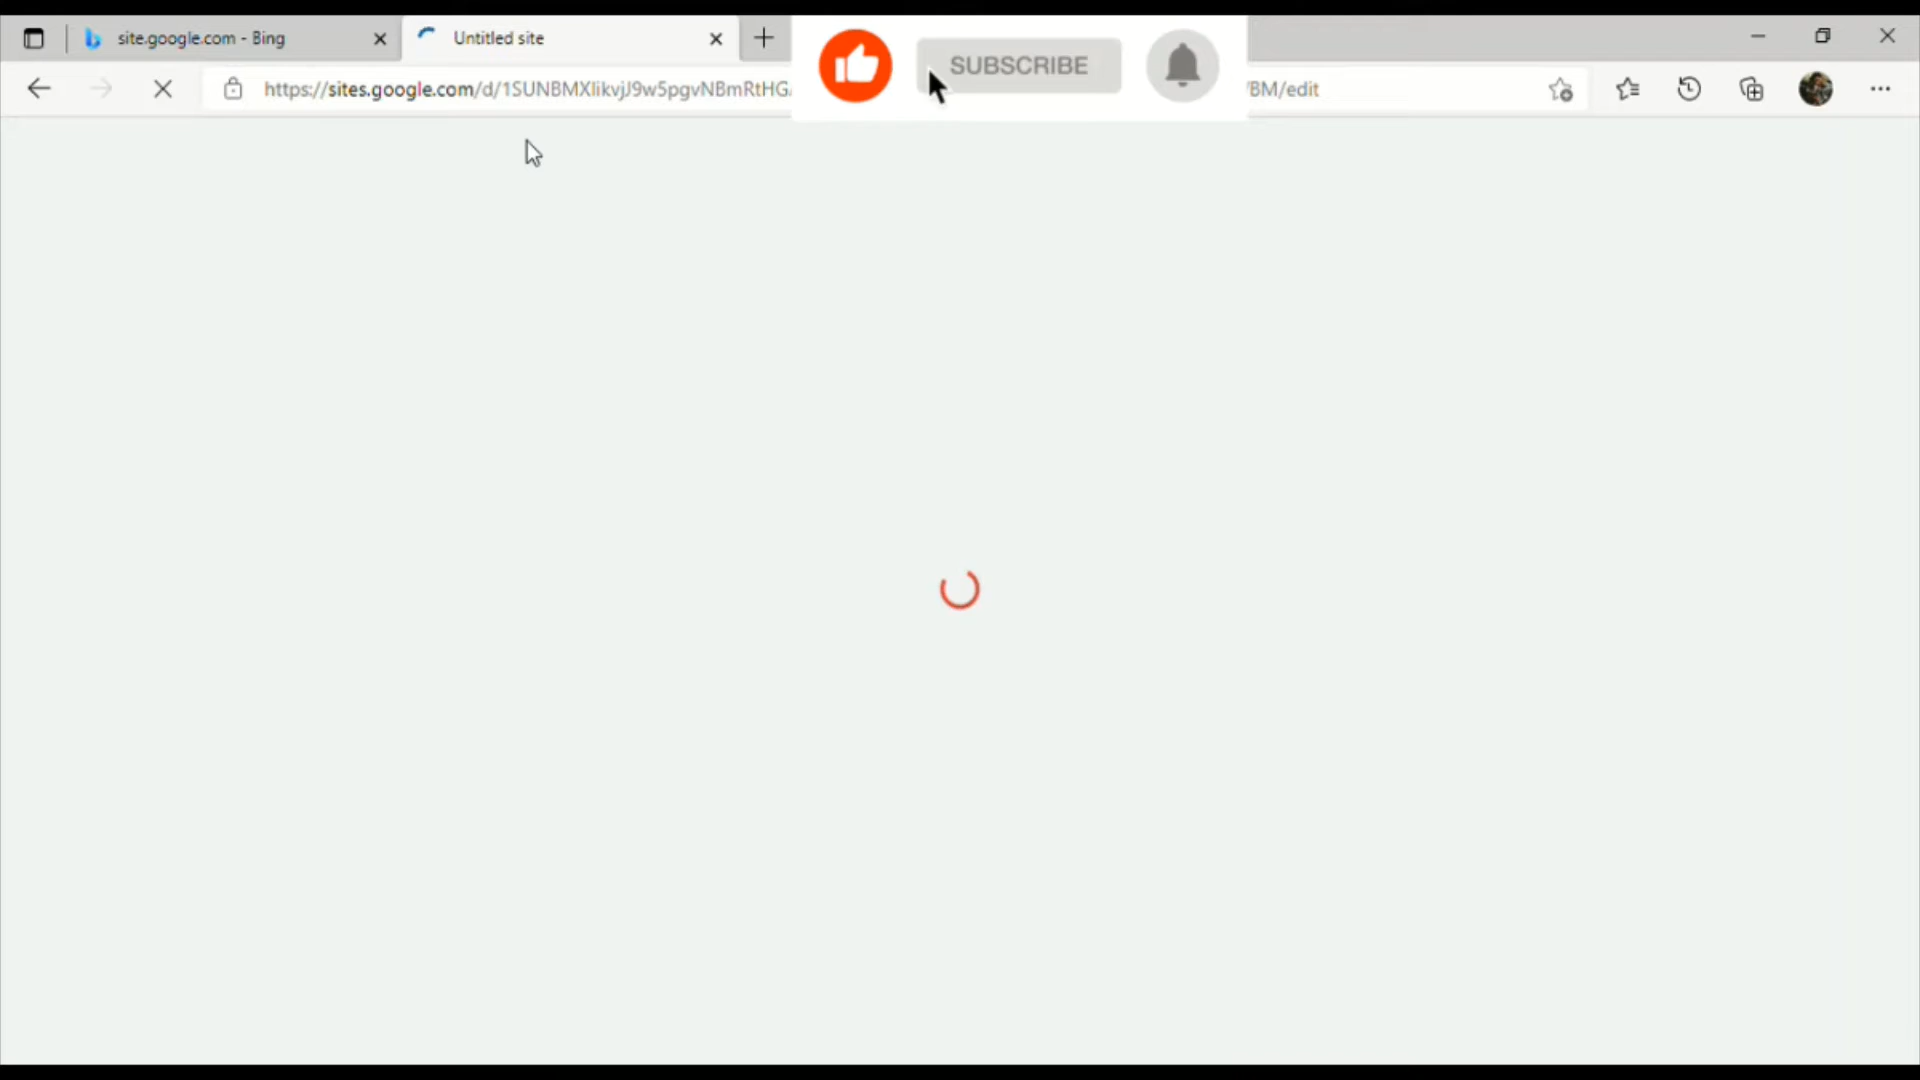 site.google.com - Bing
Untitled site
SUBSCRIBE
https://sites.google.com/d/1SUNBMXlikvjJ9w5pgvNBmRtHG
BM/edit